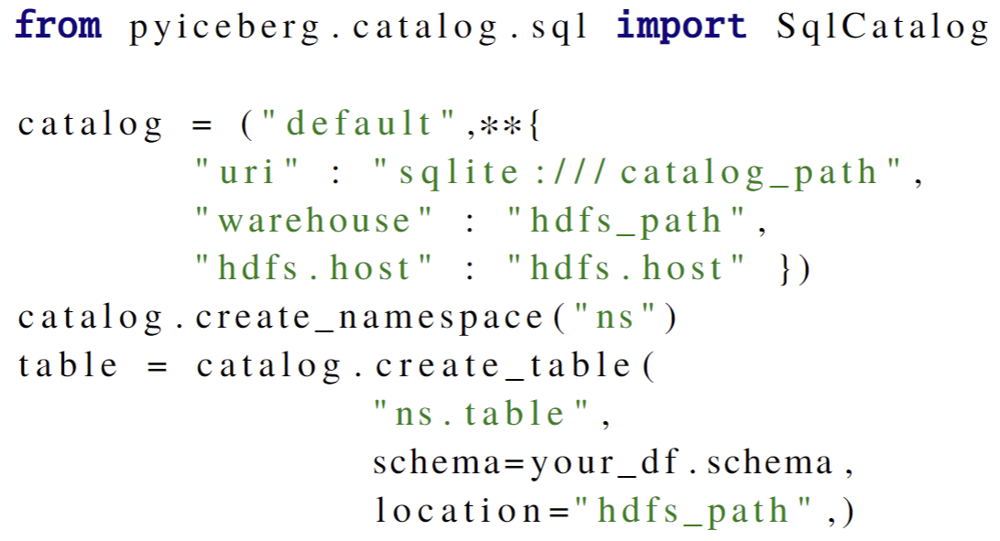 from pyiceberg.catalog.sql import SqlCatalog
catalog = ("default",**{
"uri" : "sqlite:///catalog_path",
"warehouse" : "hdfs_path",
"hdfs.host" : "hdfs.host" })
catalog.create_namespace("ns")
table = catalog.create_table(
"ns.table",
schema=your_df.schema,
location="hdfs_path",)